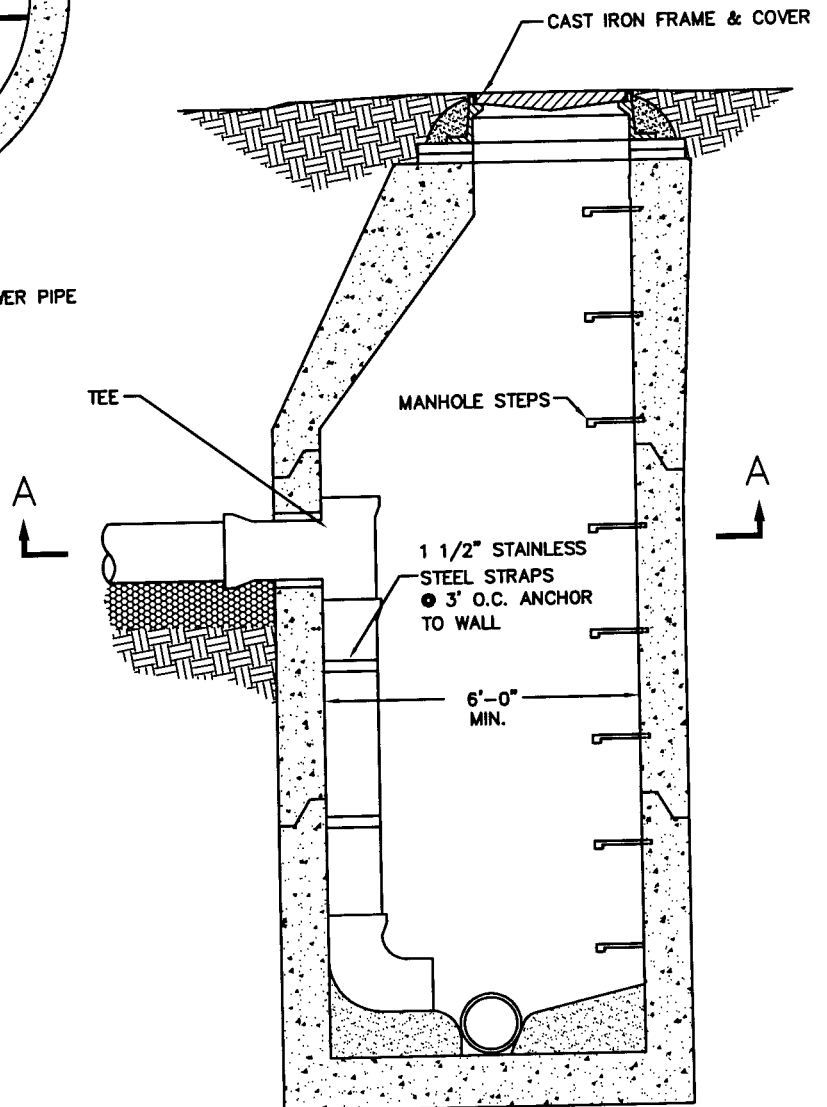 CAST IRON FRAME & COVER
PIPE
TEE
MANHOLE STEPS
A
A
1 1/2" STAINLESS
STEEL STRAPS
@ 3' O.C. ANCHOR
TO WALL
6'-0"
MIN.